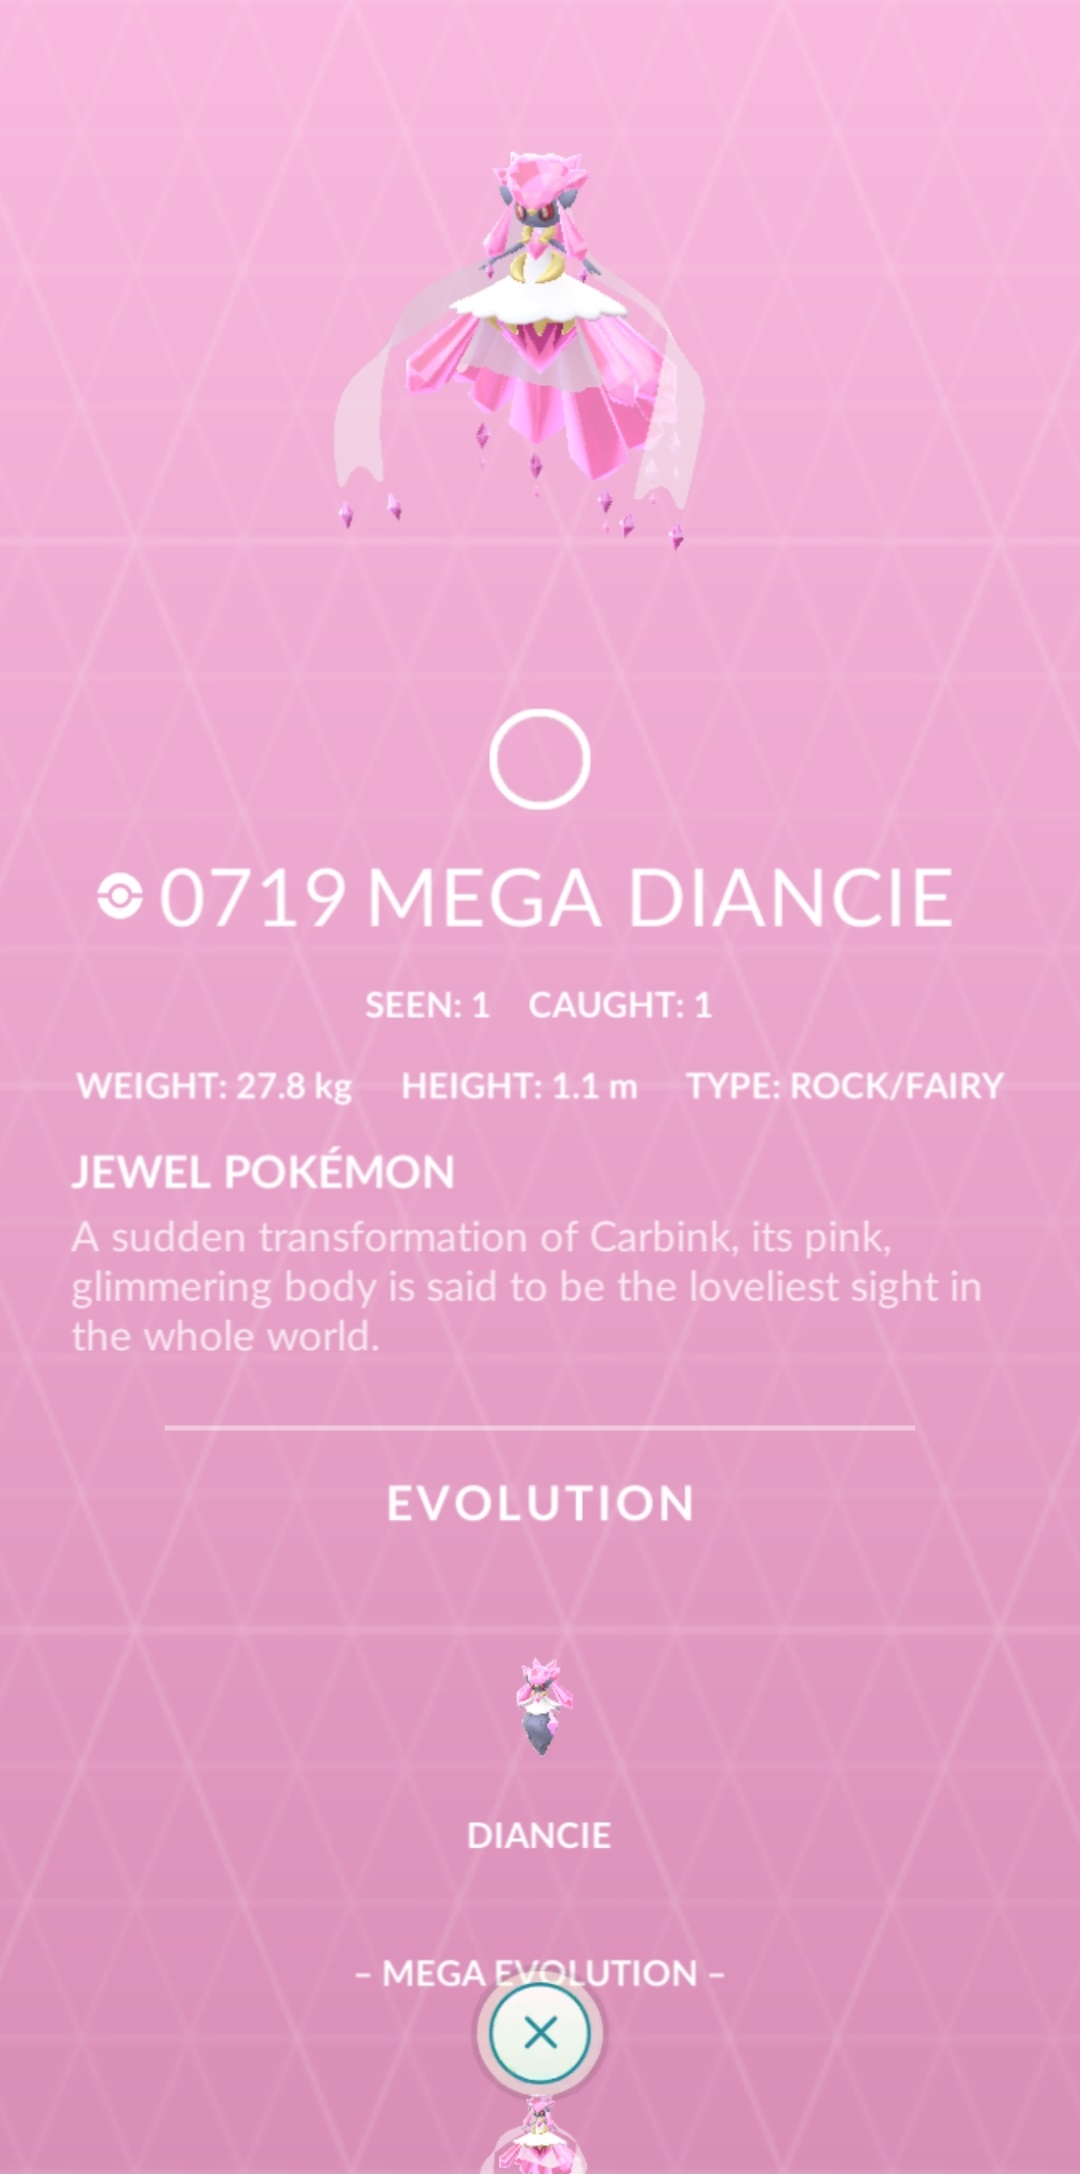 0719 MEGA DIANCIE
SEEN: 1 CAUGHT: 1
WEIGHT: 27.8 kg HEIGHT: 1.1 m TYPE: ROCK/FAIRY
JEWEL POKÉMON
A sudden transformation of Carbink, its pink,
glimmering body is said to be the loveliest sight in
the whole world.
EVOLUTION
DIANCIE
– MEGA EVOLUTION –